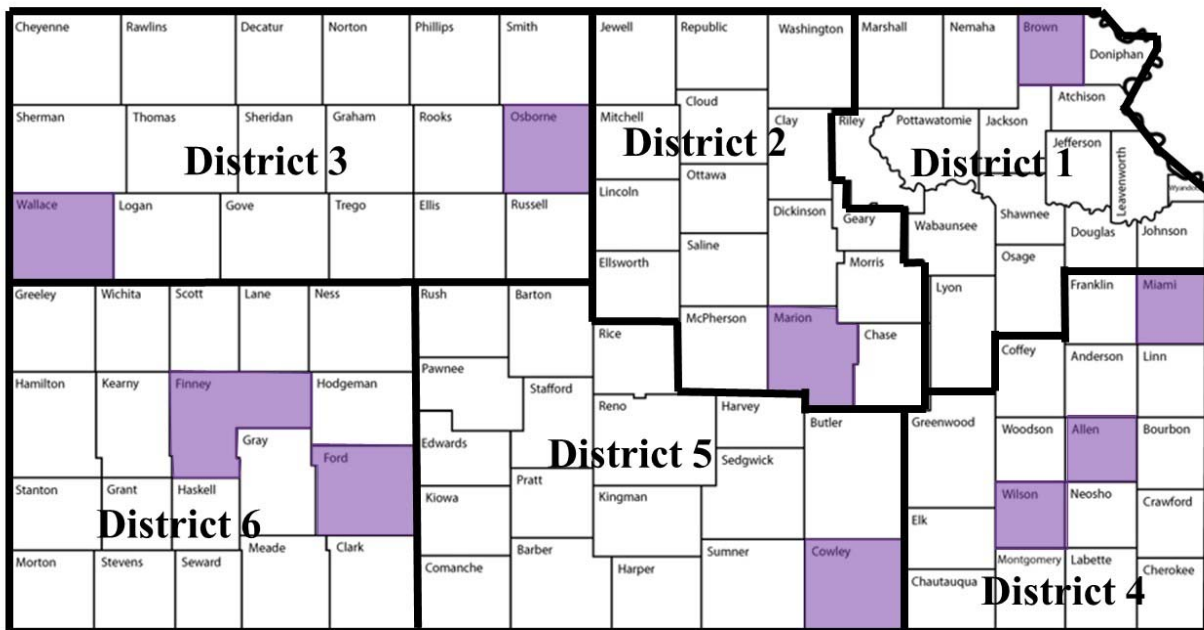 Cheyenne
Rawlins
Decatur
Norton
Phillips
Smith
Jewell
Republic
Washington
Marshall
Nemaha
Brown
Doniphan
Sherman
Thomas
Sheridan
Graham
Rooks
Osborne
Mitchell
Cloud
Clay
Riley
Pottawatomie
Jackson
Atchison
Jefferson
Leavenworth
District 3
District 2
District 1
Wallace
Logan
Gove
Trego
Ellis
Russell
Lincoln
Ottawa
Dickinson
Geary
Wabaunsee
Shawnee
Douglas
Johnson
Saline
Ellsworth
Morris
Osage
Lyon
Franklin
Miami
Greeley
Wichita
Scott
Lane
Ness
Rush
Barton
Rice
McPherson
Marion
Chase
Coffey
Anderson
Linn
Hamilton
Kearny
Finney
Hodgeman
Pawnee
Stafford
Reno
Harvey
Butler
Greenwood
Woodson
Allen
Bourbon
Gray
Ford
Edwards
District 5
Sedgwick
Stanton
Grant
Haskell
Kiowa
Pratt
Kingman
Wilson
Neosho
Crawford
District 6
Elk
Meade
Clark
Morton
Stevens
Seward
Comanche
Barber
Harper
Sumner
Cowley
Chautauqua
Montgomery
Labette
Cherokee
District 4